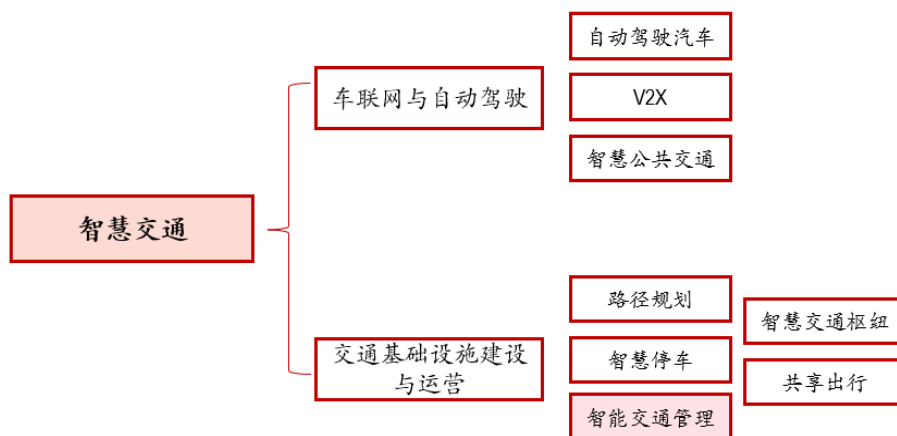 自动驾驶汽车
车联网与自动驾驶
V2X
智慧公共交通
智慧交通
路径规划
智慧交通枢纽
交通基础设施建设
与运营
智慧停车
共享出行
智能交通管理